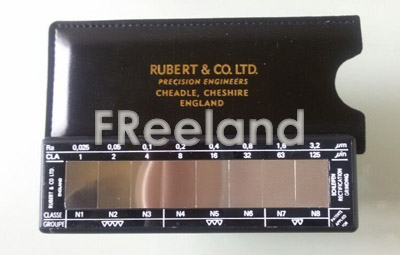 RUBERT & CO. LTD.
PRECISION ENGINEERS
CHEADLE, CHESHIRE
ENGLAND
FReeland
Ra 0,025 0,05 0,1 0,2 0,4 0,8 1,6 3,2 µm
CLA 1 2 4 8 16 32 63 125 µin
RUBERT & CO LTD
ENGLAND
SCHLEIFEN
RECTIFICATION
GRINDING
CLASSE N1 N2 N3 N4 N5 N6 N7 N8
GROUPE